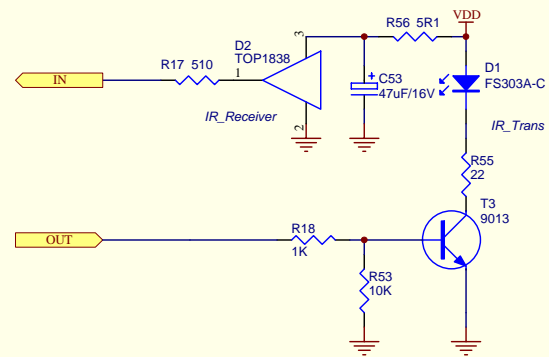 R56 5R1
VDD
D2
TOP1838
3
R17 510
1
IN
C53
47uF/16V
D1
FS303A-C
IR_Receiver
2
IR_Trans
R55
22
T3
9013
OUT
R18
1K
R53
10K